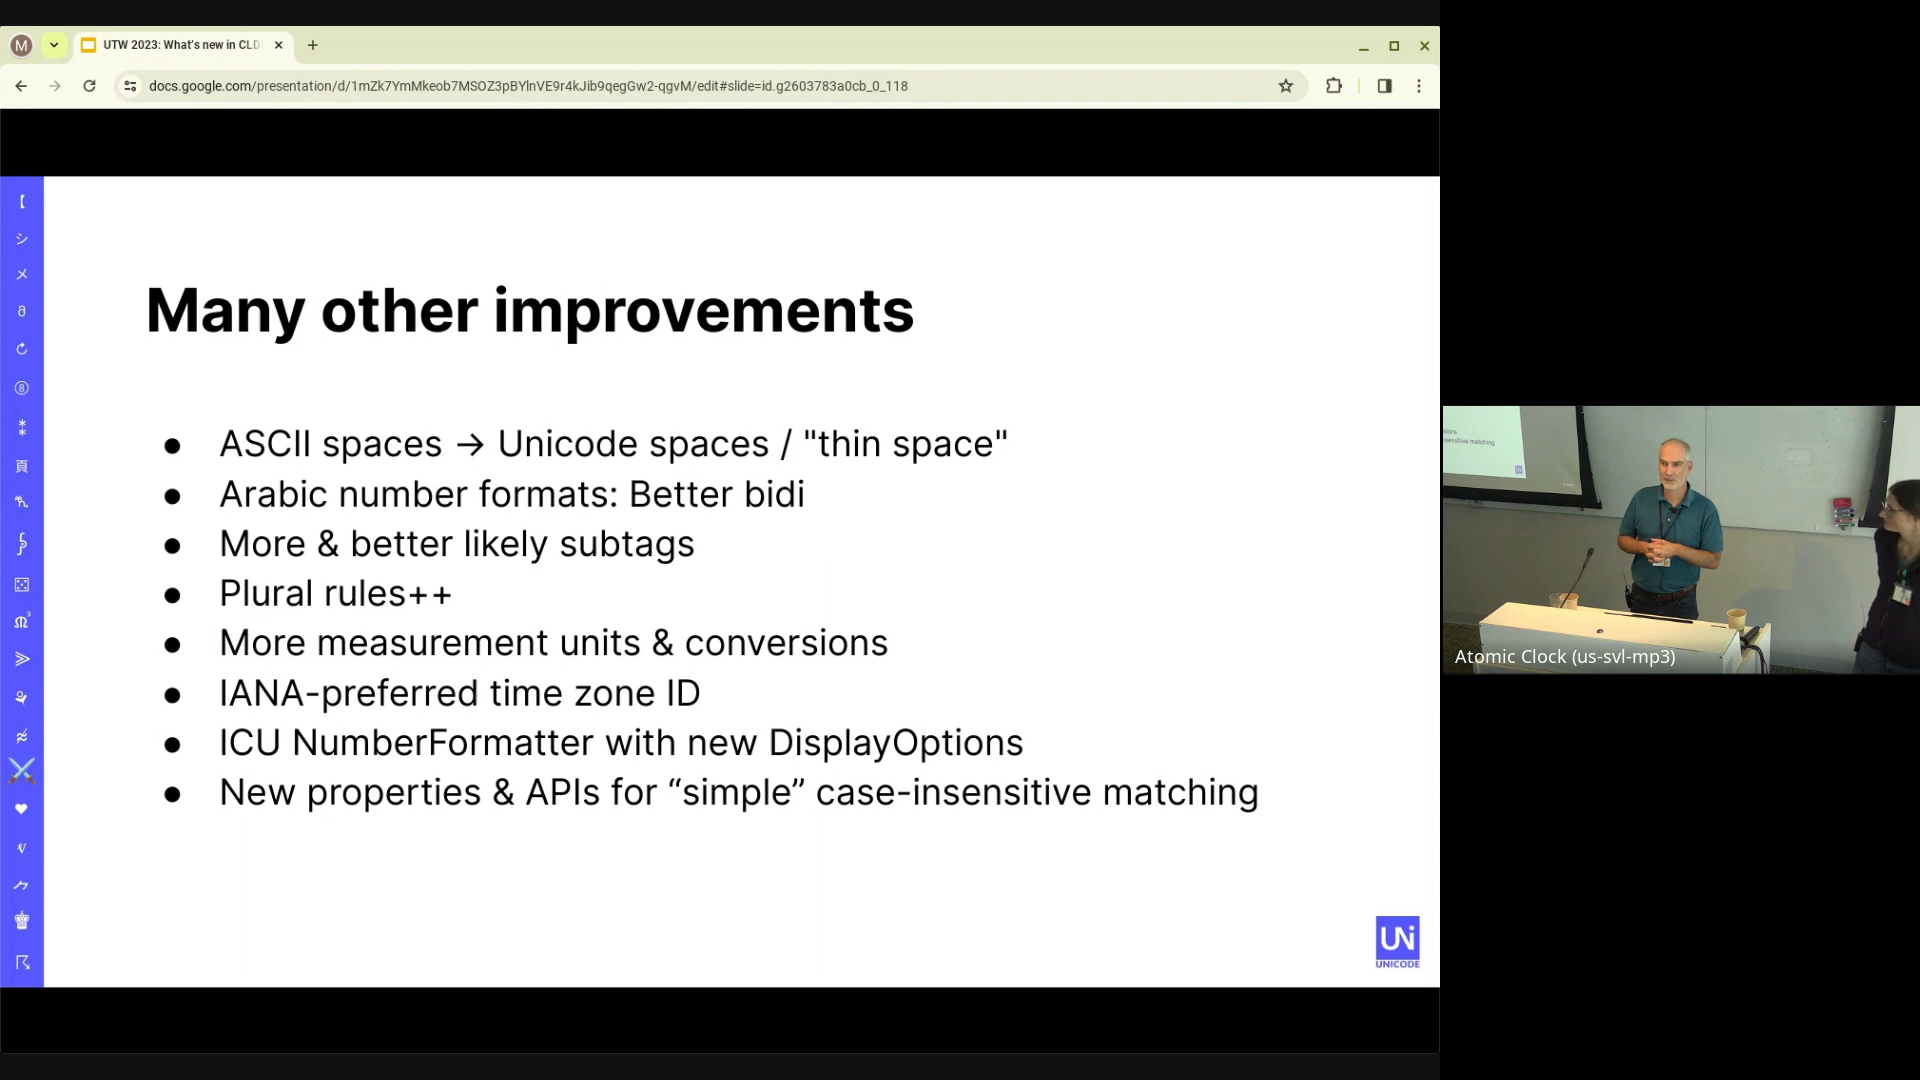 M
UTW 2023: What's new in CLD
docs.google.com/presentation/d/1mZk7YmMkeob7MSOZ3pBYlnVE9r4kJib9qegGw2-qgvM/edit#slide=id.g2603783a0cb_0_118
Many other improvements
● ASCII spaces → Unicode spaces / "thin space"
● Arabic number formats: Better bidi
● More & better likely subtags
● Plural rules++
● More measurement units & conversions
● IANA-preferred time zone ID
● ICU NumberFormatter with new DisplayOptions
● New properties & APIs for “simple” case-insensitive matching
UNi
UNICODE
Atomic Clock (us-svl-mp3)